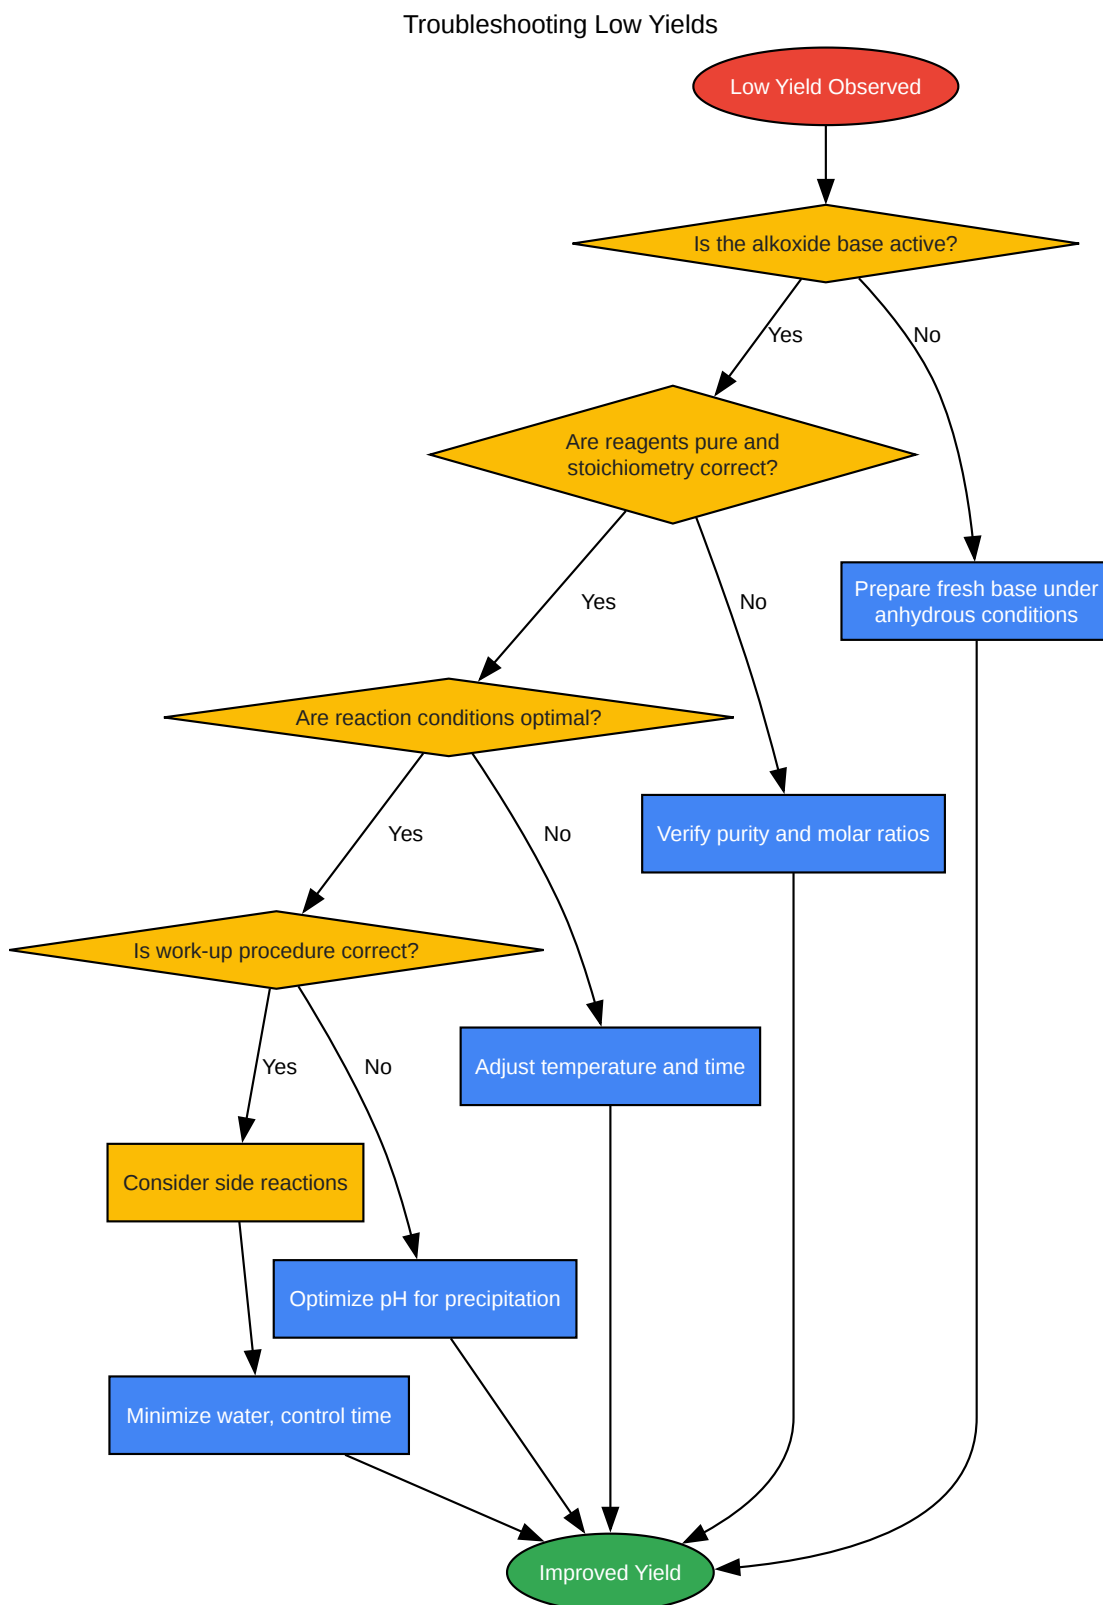 Troubleshooting Low Yields
Low Yield Observed
Is the alkoxide base active?
Yes
No
Are reagents pure and
stoichiometry correct?
Prepare fresh base under
anhydrous conditions
Yes
No
Are reaction conditions optimal?
Verify purity and molar ratios
Yes
No
Is work-up procedure correct?
Adjust temperature and time
Yes
No
Consider side reactions
Optimize pH for precipitation
Minimize water, control time
Improved Yield